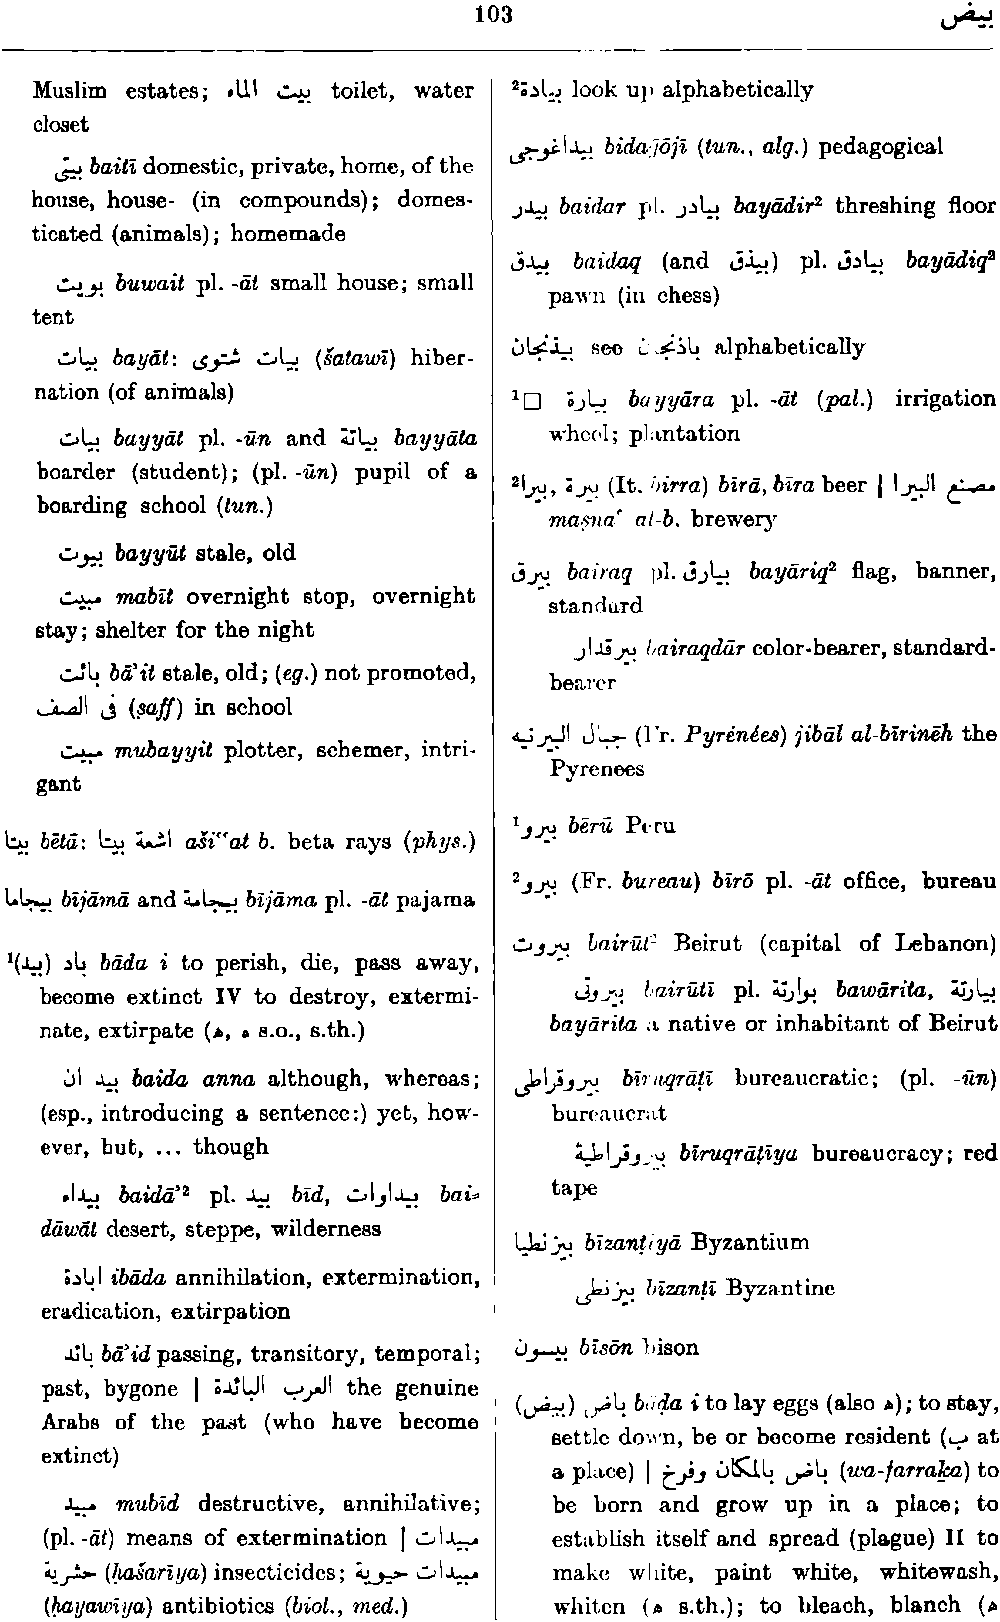 103
بيض
Muslim estates; بيت الماء toilet, water
closet
بيتى baitī domestic, private, home, of the
house, house- (in compounds); domes-
ticated (animals); homemade
بويت buwait pl. -āt small house; small
tent
بيات bayāt: بيات شتوى (šatawī) hiber-
nation (of animals)
بيات bayyāt pl. -ūn and بياتة bayyāta
boarder (student); (pl. -ūn) pupil of a
boarding school (tun.)
بيوت bayyūt stale, old
مبيت mabīt overnight stop, overnight
stay; shelter for the night
بائت bā’it stale, old; (eg.) not promoted,
فى الصف (ṣaff) in school
مبيت mubayyit plotter, schemer, intri-
gant
بيتا bētā: اشعة بيتا aši‘‘at b. beta rays (phys.)
بيجاما bījāmā and بيجامة bījāma pl. -āt pajama
¹(بيد) باد bāda i to perish, die, pass away,
become extinct IV to destroy, extermi-
nate, extirpate (ه, ﻫ s.o., s.th.)
بيد ان baida anna although, whereas;
(esp., introducing a sentence:) yet, how-
ever, but, ... though
بيداء baidā’² pl. بيد bīd, بيداوات bai-
dāwāt desert, steppe, wilderness
ابادة ibāda annihilation, extermination,
eradication, extirpation
بائد bā’id passing, transitory, temporal;
past, bygone | العرب البائدة the genuine
Arabs of the past (who have become
extinct)
مبيد mubīd destructive, annihilative;
(pl. -āt) means of extermination | مبيدات
حشرية (ḥašarīya) insecticides; مبيدات حيوية
(ḥayawīya) antibiotics (biol., med.)
²بيادة look up alphabetically
بيداغوجى bidagōjī (tun., alg.) pedagogical
بيدر baidar pl. بيادر bayādir² threshing floor
بيدق baidaq (and بيذق) pl. بيادق bayādiq²
pawn (in chess)
بيذنجان see باذنجان alphabetically
¹□ بيارة bayyāra pl. -āt (pal.) irrigation
wheel; plantation
²بيرا, بيرة (It. birra) bīrā, bīra beer | مصنع البيرا
maṣna‘ al-b. brewery
بيرق bairaq pl. بيارق bayāriq² flag, banner,
standard
بيرقدار bairaqdār color-bearer, standard-
bearer
جبال البيرنيه (Fr. Pyrénées) jibāl al-bīrinēh the
Pyrenees
¹بيرو bērū Peru
²بيرو (Fr. bureau) bīrō pl. -āt office, bureau
بيروت bairūt² Beirut (capital of Lebanon)
بيروتى bairūtī pl. بوارتة bawārita, بيارتة
bayārita a native or inhabitant of Beirut
بيروقراطى bīruqrāṭī bureaucratic; (pl. -ūn)
bureaucrat
بيروقراطية bīruqrāṭīya bureaucracy; red
tape
بيزنطيا bīzanṭiyā Byzantium
بيزنطى bīzanṭī Byzantine
بيسون bīsōn bison
(بيض) باض bāḍa i to lay eggs (also ه); to stay,
settle down, be or become resident (ب at
a place) | باض بالمكان وفرخ (wa-farraḵa) to
be born and grow up in a place; to
establish itself and spread (plague) II to
make white, paint white, whitewash,
whiten (ه s.th.); to bleach, blanch (ه